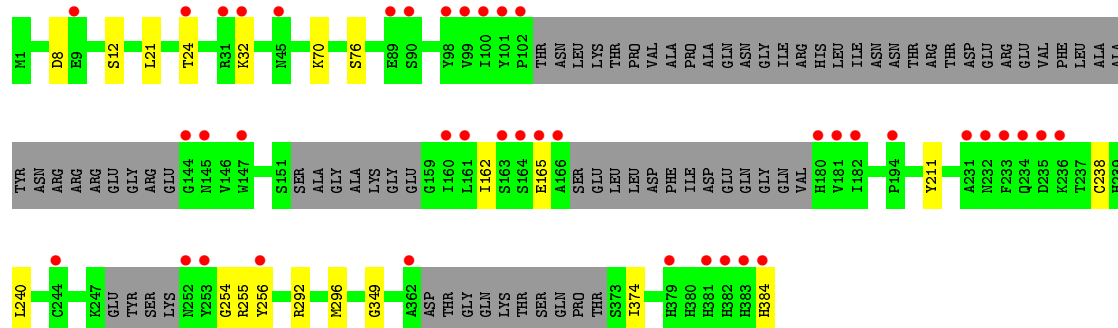 M1 D8 E9 S12 L21 T24 R31 K32 N45 K70 S76 E89 S90 Y98 V99 I100 Y101 P102 THR ASN LEU LYS THR PRO VAL ALA PRO ALA GLN ASN GLY ILE ARG HIS LEU ILE ASN ASN THR ARG THR ASP GLU ARG GLU VAL PHE LEU ALA ALA
TYR ASN ARG ARG ARG GLU GLY ARG GLU G144 N145 V146 W147 S151 SER ALA GLY ALA LYS GLY GLU G159 I160 L161 I162 S163 S164 E165 A166 SER GLU LEU LEU ASP PHE ILE ASP GLU GLN GLY GLN VAL H180 V181 I182 P194 Y211 A231 N232 F233 Q234 D235 K236 T237 C238 H239
L240 C244 K247 GLU TYR SER LYS N252 Y253 G254 R255 Y256 R292 M296 G349 A362 ASP THR GLY GLN LYS THR SER GLN PRO THR S373 I374 H379 H380 H381 H382 H383 H384